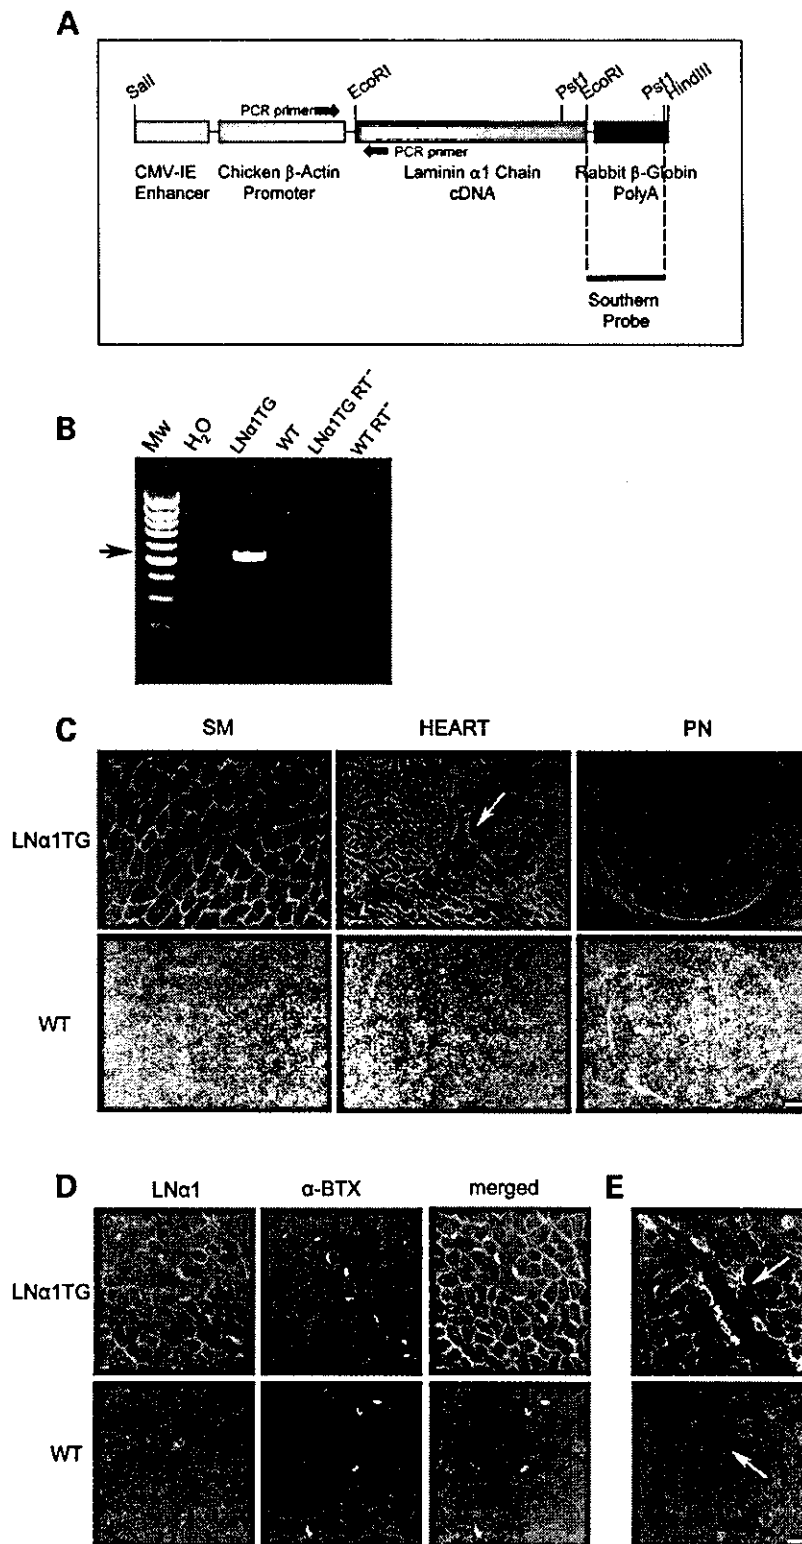 A
SalI
EcoRI
Pst1
EcoRI
Pst1
HindIII
PCR primer
PCR primer
CMV-IE
Enhancer
Chicken β-Actin
Promoter
Laminin α1 Chain
cDNA
Rabbit β-Globin
PolyA
Southern
Probe
B
Mw
H2O
LNα1TG
WT
LNα1TG RT-
WT RT-
C
SM
HEART
PN
LNα1TG
WT
D
LNα1
α-BTX
merged
E
LNα1TG
WT